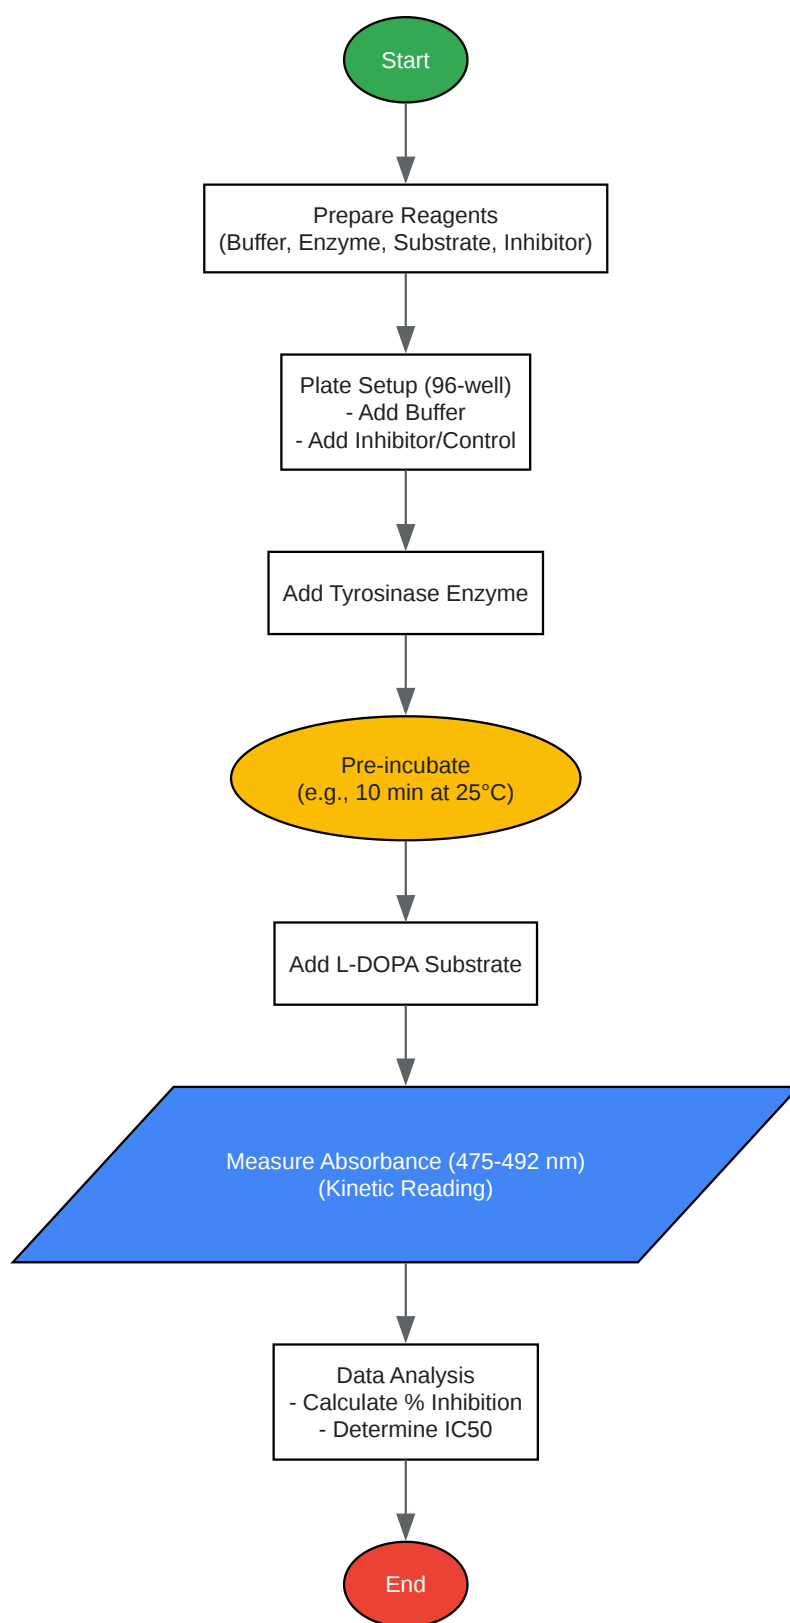 Start
Prepare Reagents
(Buffer, Enzyme, Substrate, Inhibitor)
Plate Setup (96-well)
- Add Buffer
- Add Inhibitor/Control
Add Tyrosinase Enzyme
Pre-incubate
(e.g., 10 min at 25°C)
Add L-DOPA Substrate
Measure Absorbance (475-492 nm)
(Kinetic Reading)
Data Analysis
- Calculate % Inhibition
- Determine IC50
End